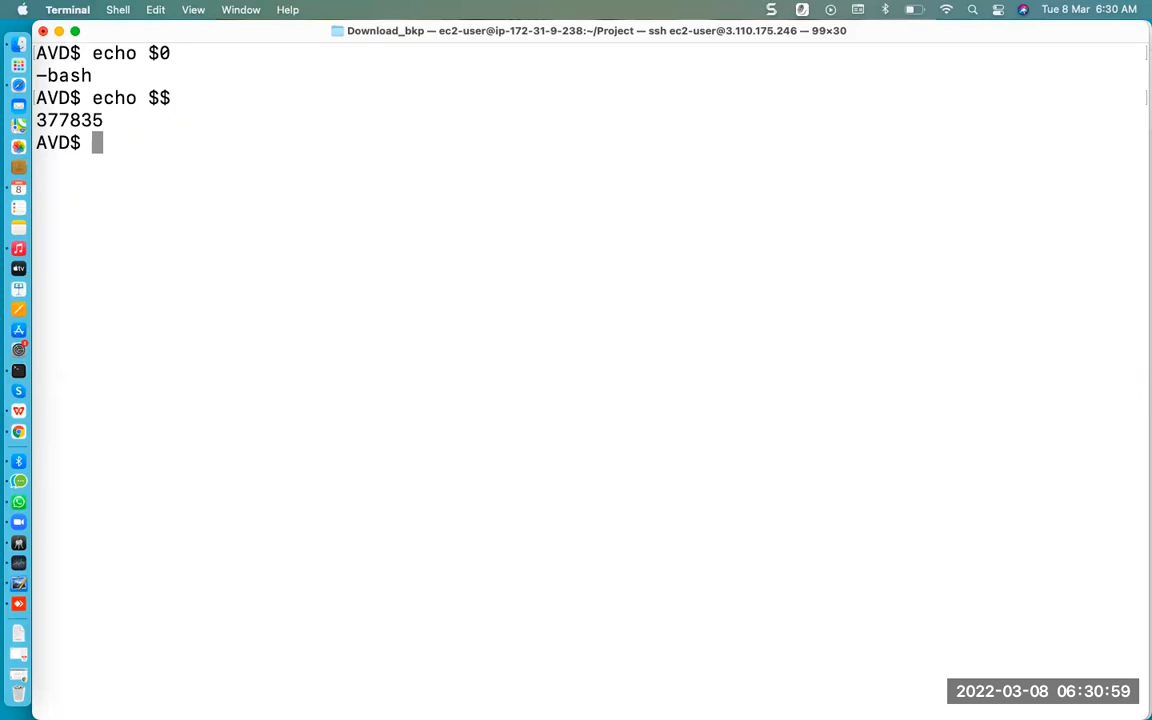 Terminal Shell Edit View Window Help Tue 8 Mar 6:30 AM
Download_bkp — ec2-user@ip-172-31-9-238:~/Project — ssh ec2-user@3.110.175.246 — 99×30
AVD$ echo $0
-bash
AVD$ echo $$
377835
AVD$
2022-03-08 06:30:59